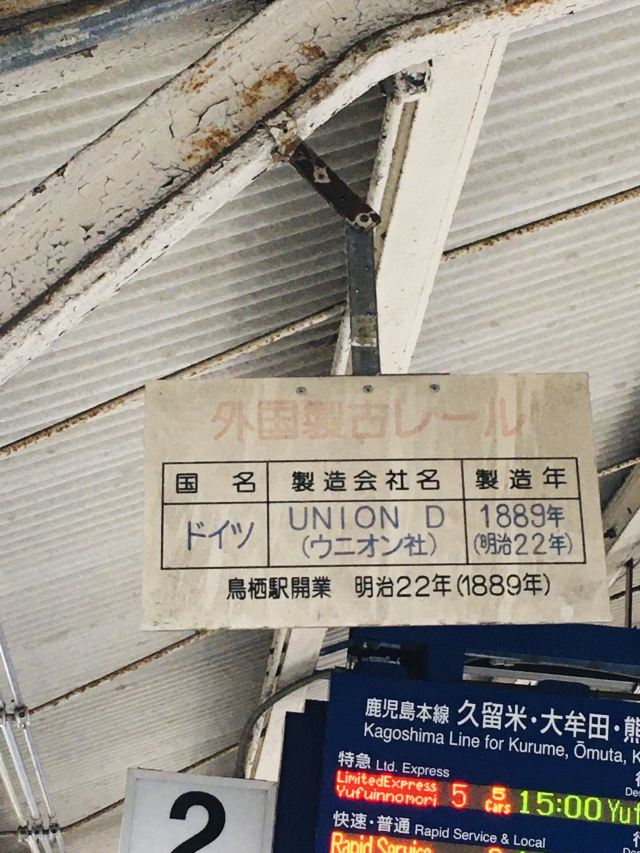 外国製古レール
国 名 製造会社名 製造年
ドイツ UNION D 1889年
(ウニオン社) (明治22年)
鳥栖駅開業 明治22年(1889年)
鹿児島本線 久留米・大牟田・熊
Kagoshima Line for Kurume, Ōmuta, K
特急 Ltd. Express
LimitedExpress 5 5 15:00 Yuf
Yufuinnomori Cars
快速・普通 Rapid Service & Local
Rapid Service
2